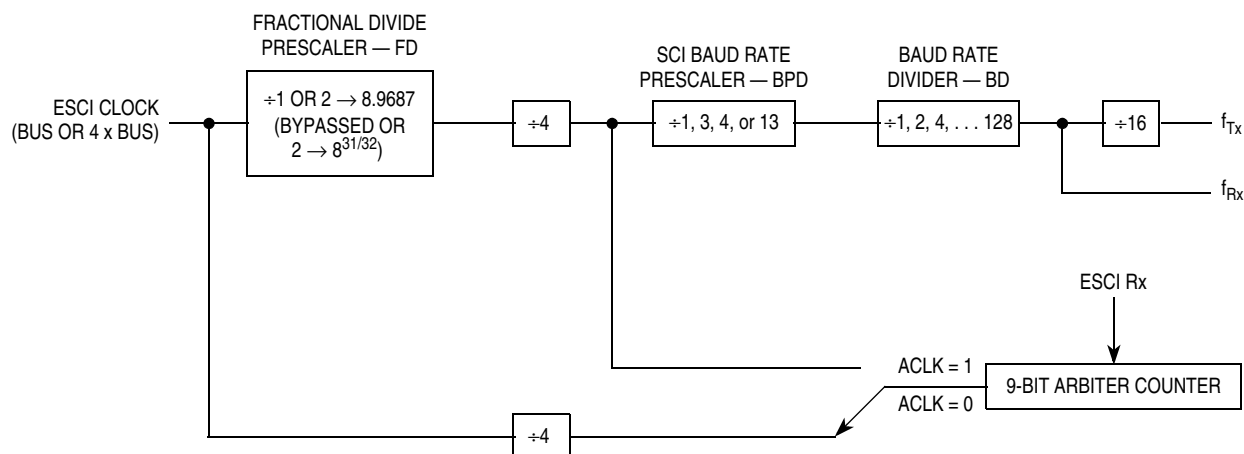 FRACTIONAL DIVIDE
PRESCALER — FD
÷1 OR 2 → 8.9687
(BYPASSED OR
2 → 8^31/32)
ESCI CLOCK
(BUS OR 4 x BUS)
÷4
SCI BAUD RATE
PRESCALER — BPD
÷1, 3, 4, or 13
BAUD RATE
DIVIDER — BD
÷1, 2, 4, . . . 128
÷16
fTx
fRx
ESCI Rx
ACLK = 1
ACLK = 0
9-BIT ARBITER COUNTER
÷4